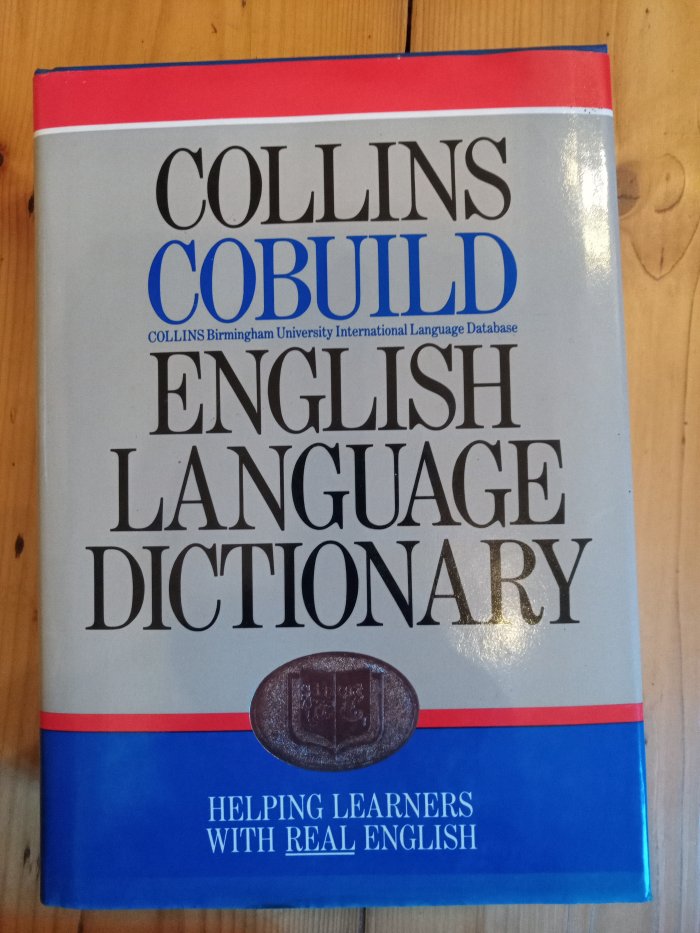 COLLINS
COBUILD
COLLINS Birmingham University International Language Database
ENGLISH
LANGUAGE
DICTIONARY
HELPING LEARNERS
WITH REAL ENGLISH